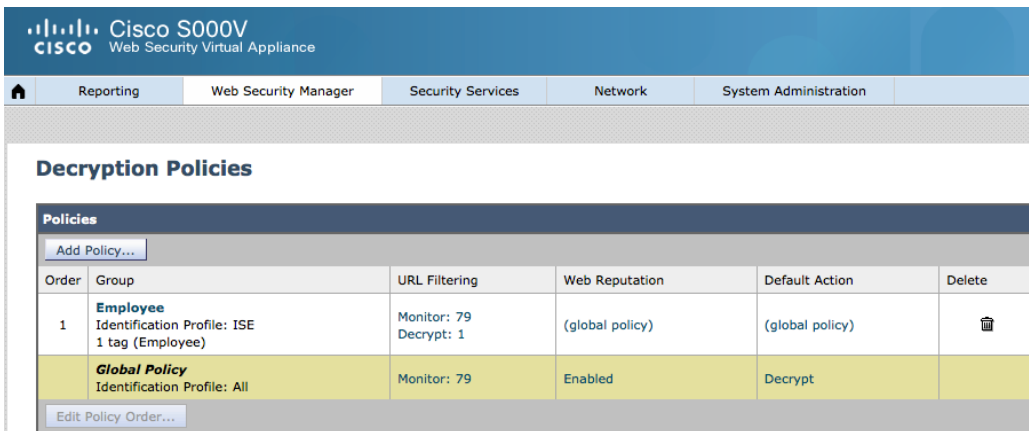 Cisco S000V
CISCO Web Security Virtual Appliance
Reporting Web Security Manager Security Services Network System Administration
Decryption Policies
Policies
Add Policy...
Order Group URL Filtering Web Reputation Default Action Delete
1 Employee
Identification Profile: ISE
1 tag (Employee)
Monitor: 79
Decrypt: 1
(global policy)
(global policy)
Global Policy
Identification Profile: All
Monitor: 79
Enabled
Decrypt
Edit Policy Order...